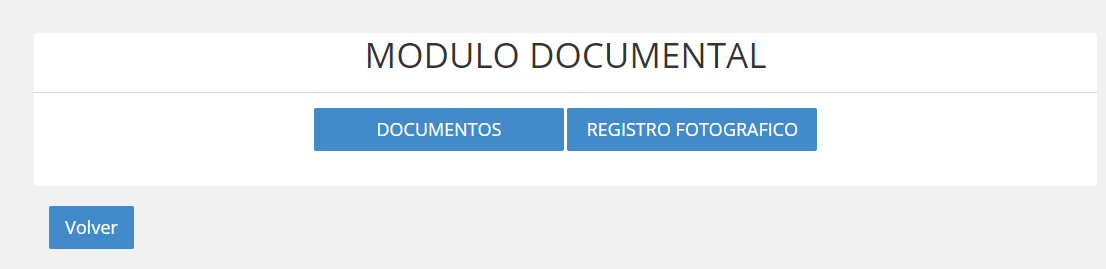 MODULO DOCUMENTAL
DOCUMENTOS REGISTRO FOTOGRAFICO
Volver